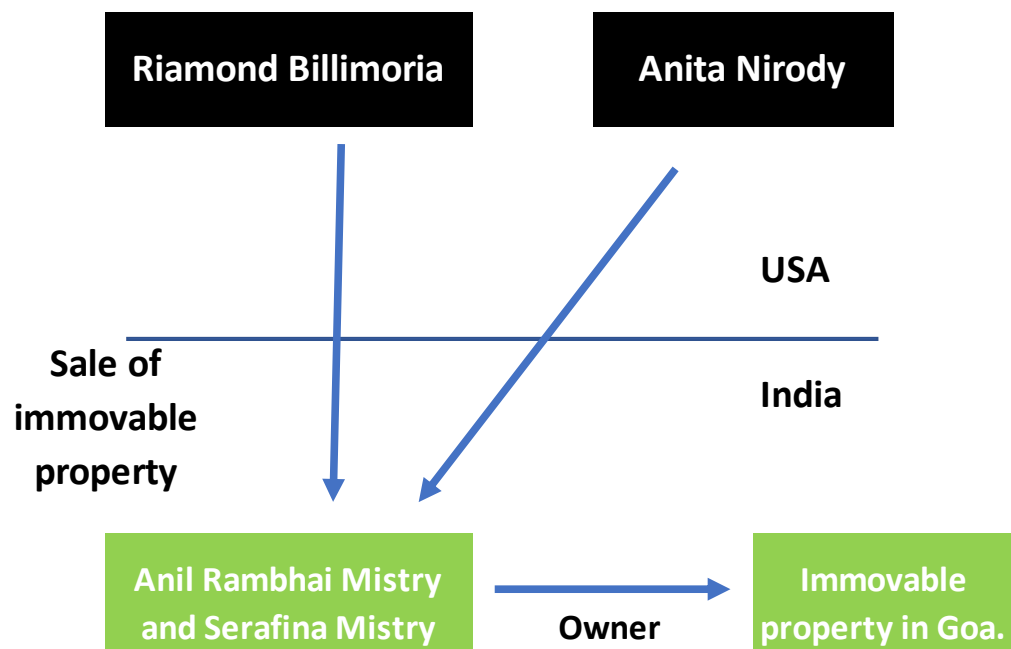 Riamond Billimoria
Anita Nirody
USA
Sale of
immovable
property
India
Anil Rambhai Mistry
and Serafina Mistry
Owner
Immovable
property in Goa.